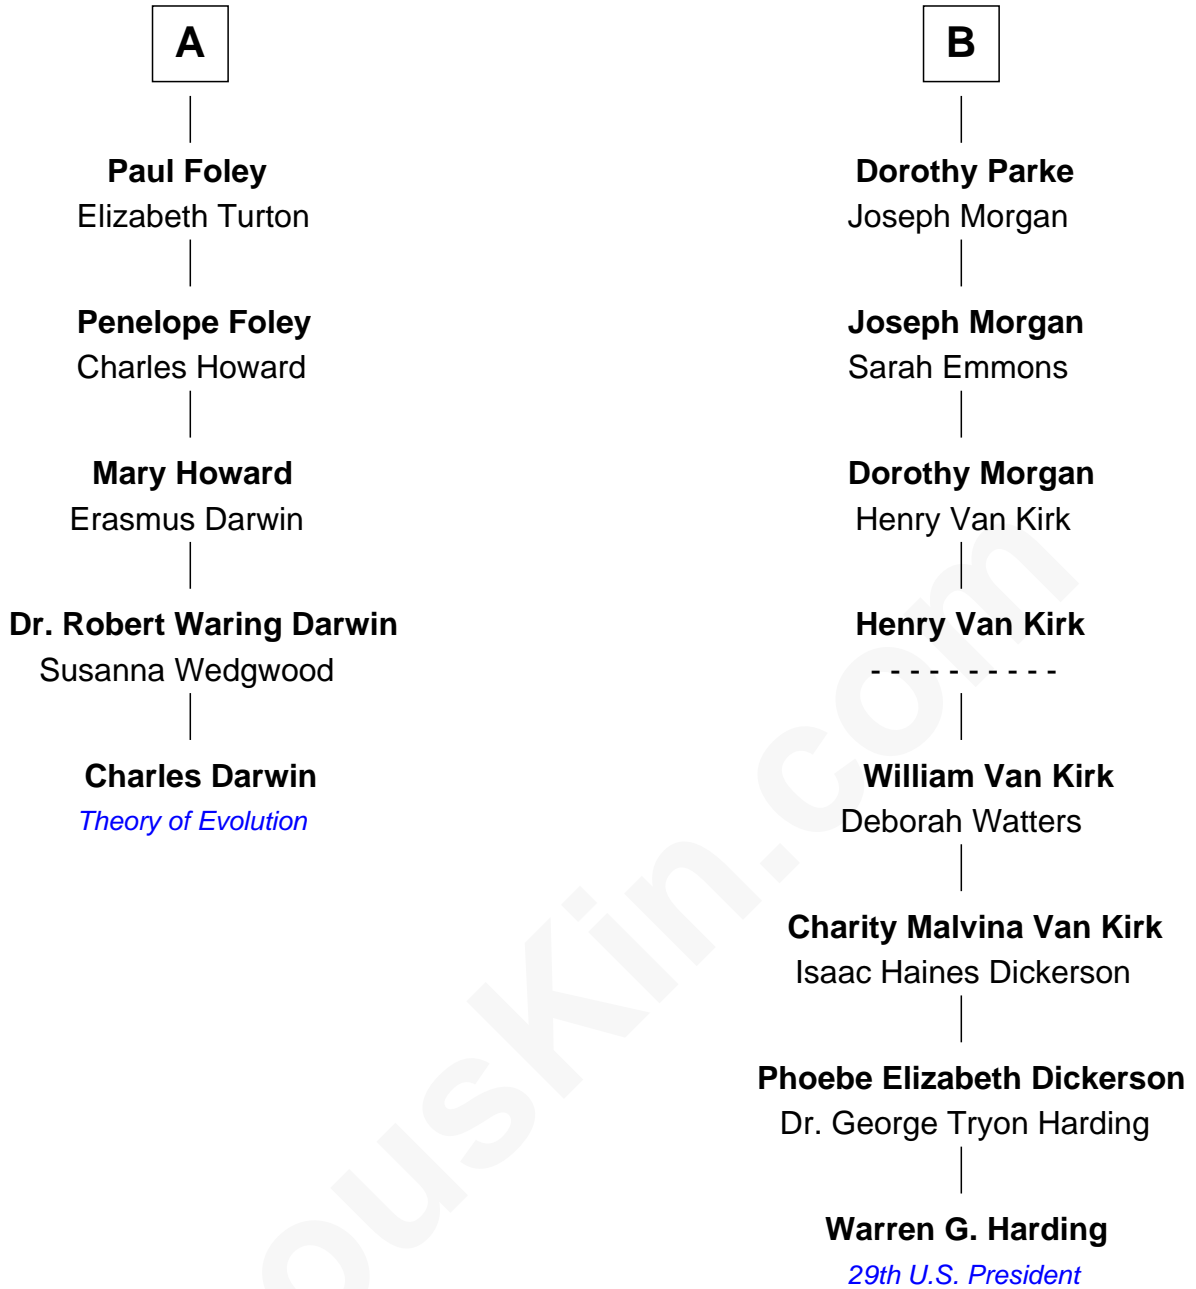 A
Paul Foley
Elizabeth Turton
Penelope Foley
Charles Howard
Mary Howard
Erasmus Darwin
Dr. Robert Waring Darwin
Susanna Wedgwood
Charles Darwin
Theory of Evolution
B
Dorothy Parke
Joseph Morgan
Joseph Morgan
Sarah Emmons
Dorothy Morgan
Henry Van Kirk
Henry Van Kirk
- - - - - - - - - -
William Van Kirk
Deborah Watters
Charity Malvina Van Kirk
Isaac Haines Dickerson
Phoebe Elizabeth Dickerson
Dr. George Tryon Harding
Warren G. Harding
29th U.S. President
ousKin.com